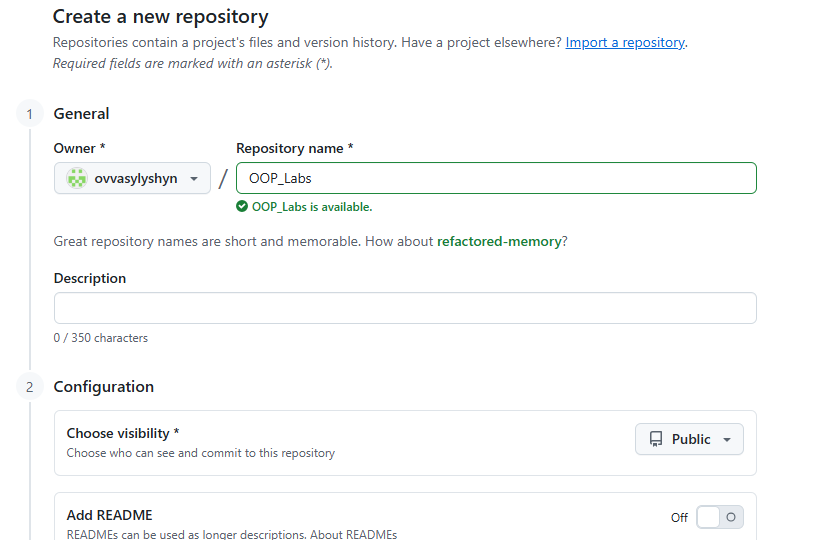 Create a new repository
Repositories contain a project's files and version history. Have a project elsewhere? Import a repository.
Required fields are marked with an asterisk (*).
1 General
Owner * Repository name *
ovvasylyshyn / OOP_Labs
OOP_Labs is available.
Great repository names are short and memorable. How about refactored-memory?
Description
0 / 350 characters
2 Configuration
Choose visibility *
Choose who can see and commit to this repository
Public
Add README
READMEs can be used as longer descriptions. About READMEs
Off